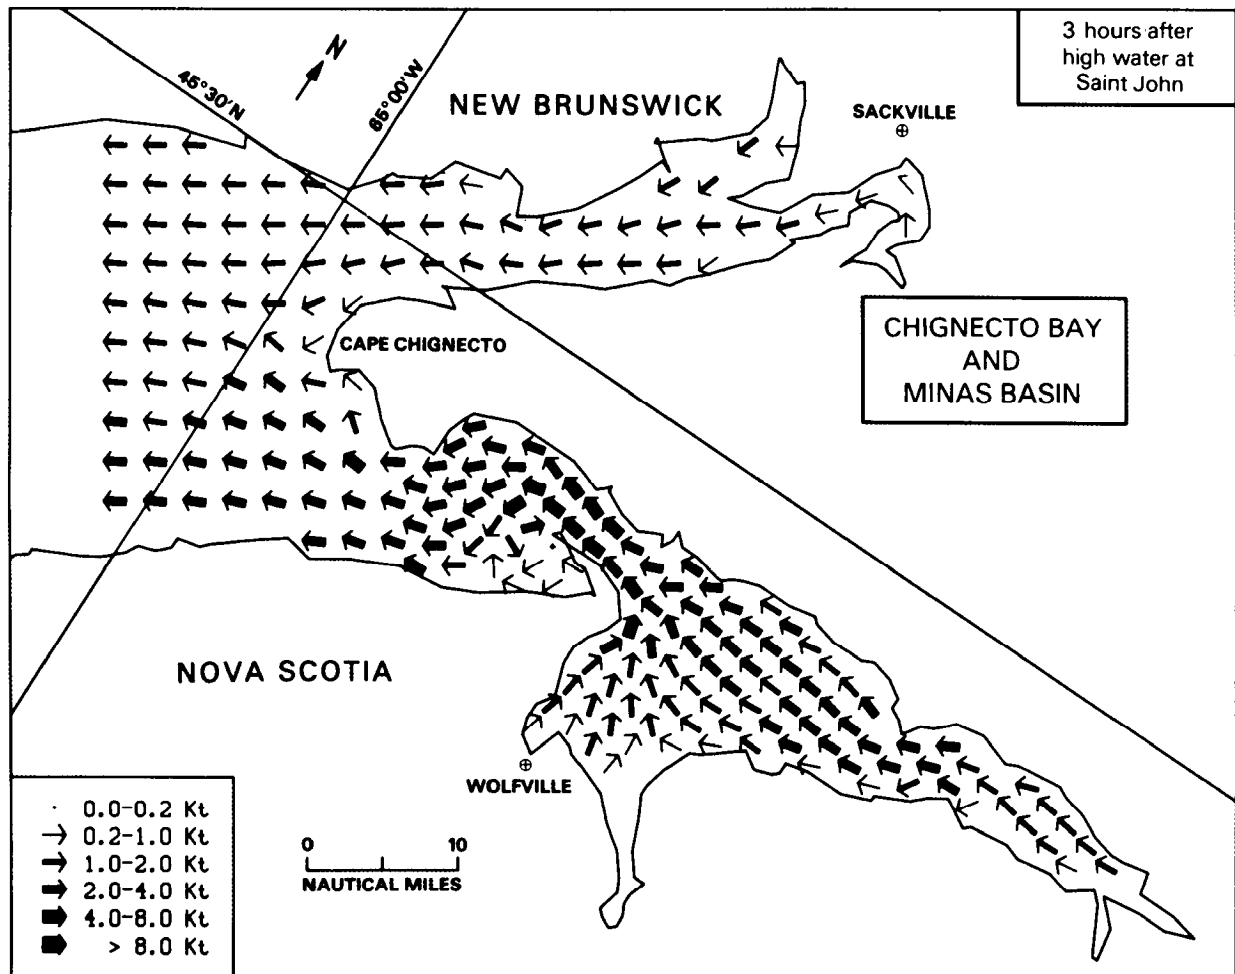 3 hours after
high water at
Saint John
N
45°30'N
65°00'W
NEW BRUNSWICK
SACKVILLE
CHIGNECTO BAY
AND
MINAS BASIN
CAPE CHIGNECTO
NOVA SCOTIA
WOLFVILLE
0.0-0.2 Kt
0.2-1.0 Kt
1.0-2.0 Kt
2.0-4.0 Kt
4.0-8.0 Kt
> 8.0 Kt
0 10
NAUTICAL MILES